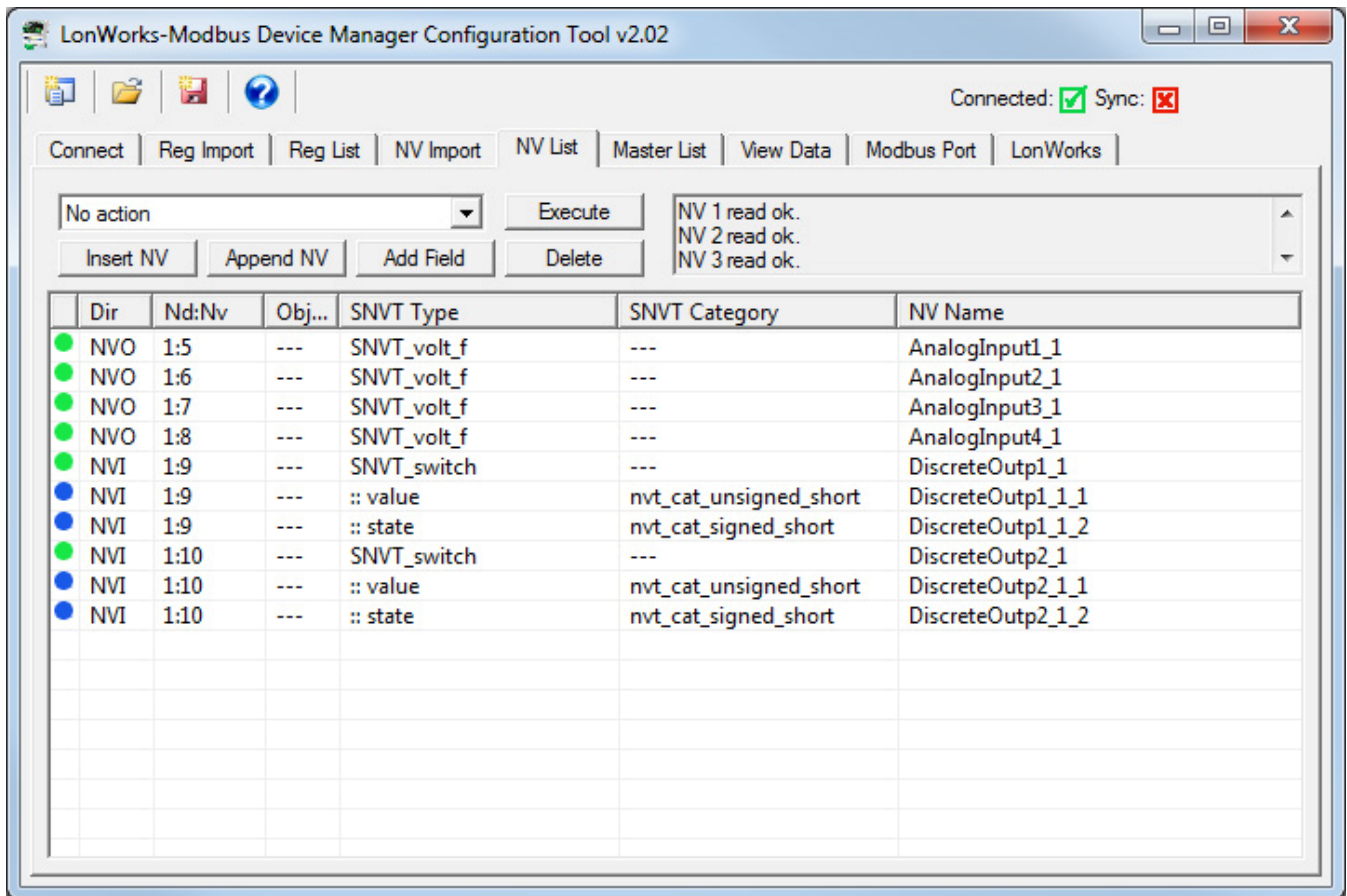 LonWorks-Modbus Device Manager Configuration Tool v2.02
Connected: Sync:
Connect Reg Import Reg List NV Import NV List Master List View Data Modbus Port LonWorks
No action Execute NV 1 read ok.
NV 2 read ok.
Insert NV Append NV Add Field Delete NV 3 read ok.
Dir Nd:Nv Obj... SNVT Type SNVT Category NV Name
NVO 1:5 --- SNVT_volt_f --- AnalogInput1_1
NVO 1:6 --- SNVT_volt_f --- AnalogInput2_1
NVO 1:7 --- SNVT_volt_f --- AnalogInput3_1
NVO 1:8 --- SNVT_volt_f --- AnalogInput4_1
NVI 1:9 --- SNVT_switch --- DiscreteOutp1_1
NVI 1:9 --- :: value nvt_cat_unsigned_short DiscreteOutp1_1_1
NVI 1:9 --- :: state nvt_cat_signed_short DiscreteOutp1_1_2
NVI 1:10 --- SNVT_switch --- DiscreteOutp2_1
NVI 1:10 --- :: value nvt_cat_unsigned_short DiscreteOutp2_1_1
NVI 1:10 --- :: state nvt_cat_signed_short DiscreteOutp2_1_2